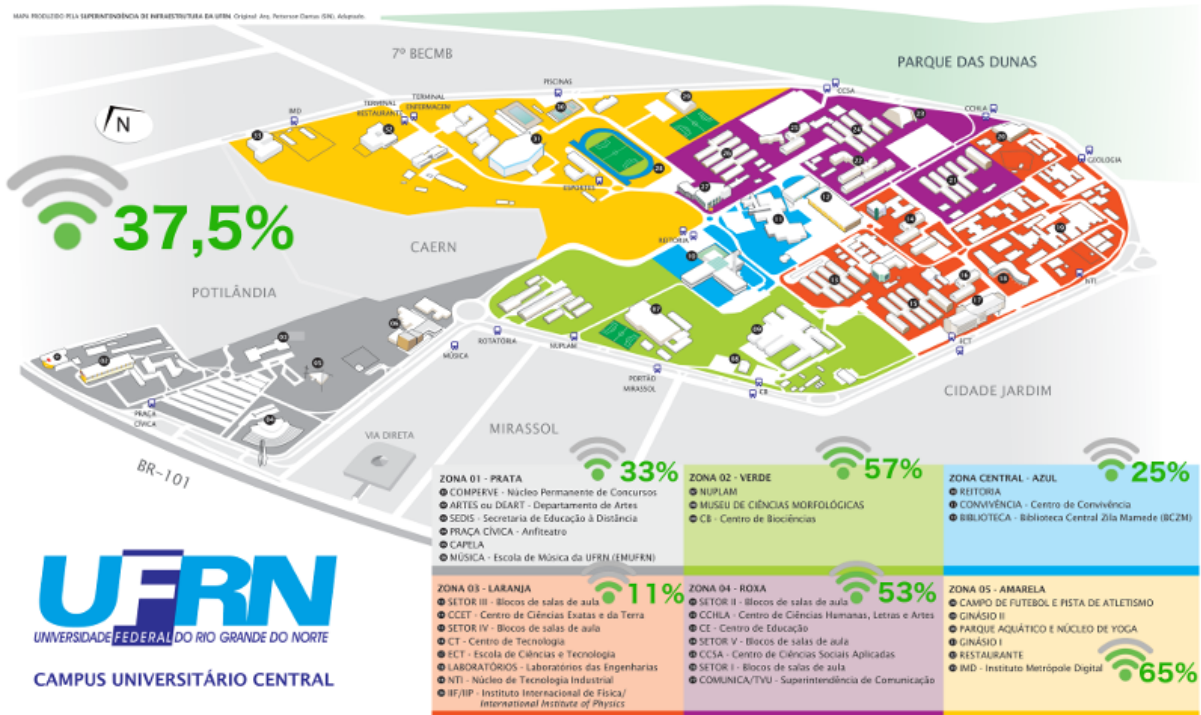 MAPA PRODUZIDO PELA SUPERINTENDÊNCIA DE INFRAESTRUTURA DA UFRN. Original: Arq. Petterson Dantas (SIN). Adaptado.
7º BECMB
PARQUE DAS DUNAS
PISCINAS
CCSA
TERMINAL
ENFERMAGEM
TERMINAL
RESTAURANTE
IMD
CCHLA
N
GEOLOGIA
ESPORTES
37,5%
REITORIA
CAERN
NTI
POTILÂNDIA
ROTATÓRIA
NUPLAM
MÚSICA
ECT
PORTÃO
MIRASSOL
CB
CIDADE JARDIM
PRAÇA
CÍVICA
MIRASSOL
VIA DIRETA
BR-101
ZONA 01 - PRATA
33%
COMPERVE - Núcleo Permanente de Concursos
ARTES ou DEART - Departamento de Artes
SEDIS - Secretaria de Educação à Distância
PRAÇA CÍVICA - Anfiteatro
CAPELA
MÚSICA - Escola de Música da UFRN (EMUFRN)
ZONA 02 - VERDE
57%
NUPLAM
MUSEU DE CIÊNCIAS MORFOLÓGICAS
CB - Centro de Biociências
ZONA CENTRAL - AZUL
25%
REITORIA
CONVIVÊNCIA - Centro de Convivência
BIBLIOTECA - Biblioteca Central Zila Mamede (BCZM)
ZONA 03 - LARANJA
11%
SETOR III - Blocos de salas de aula
CCET - Centro de Ciências Exatas e da Terra
SETOR IV - Blocos de salas de aula
CT - Centro de Tecnologia
ECT - Escola de Ciências e Tecnologia
LABORATÓRIOS - Laboratórios das Engenharias
NTI - Núcleo de Tecnologia Industrial
IIF/IIP - Instituto Internacional de Física/
International Institute of Physics
ZONA 04 - ROXA
53%
SETOR II - Blocos de salas de aula
CCHLA - Centro de Ciências Humanas, Letras e Artes
CE - Centro de Educação
SETOR V - Blocos de salas de aula
CCSA - Centro de Ciências Sociais Aplicadas
SETOR I - Blocos de salas de aula
COMUNICA/TVU - Superintendência de Comunicação
ZONA 05 - AMARELA
CAMPO DE FUTEBOL E PISTA DE ATLETISMO
GINÁSIO II
PARQUE AQUÁTICO E NÚCLEO DE YOGA
GINÁSIO I
RESTAURANTE
IMD - Instituto Metrópole Digital
65%
UFRN
UNIVERSIDADE FEDERAL DO RIO GRANDE DO NORTE
CAMPUS UNIVERSITÁRIO CENTRAL